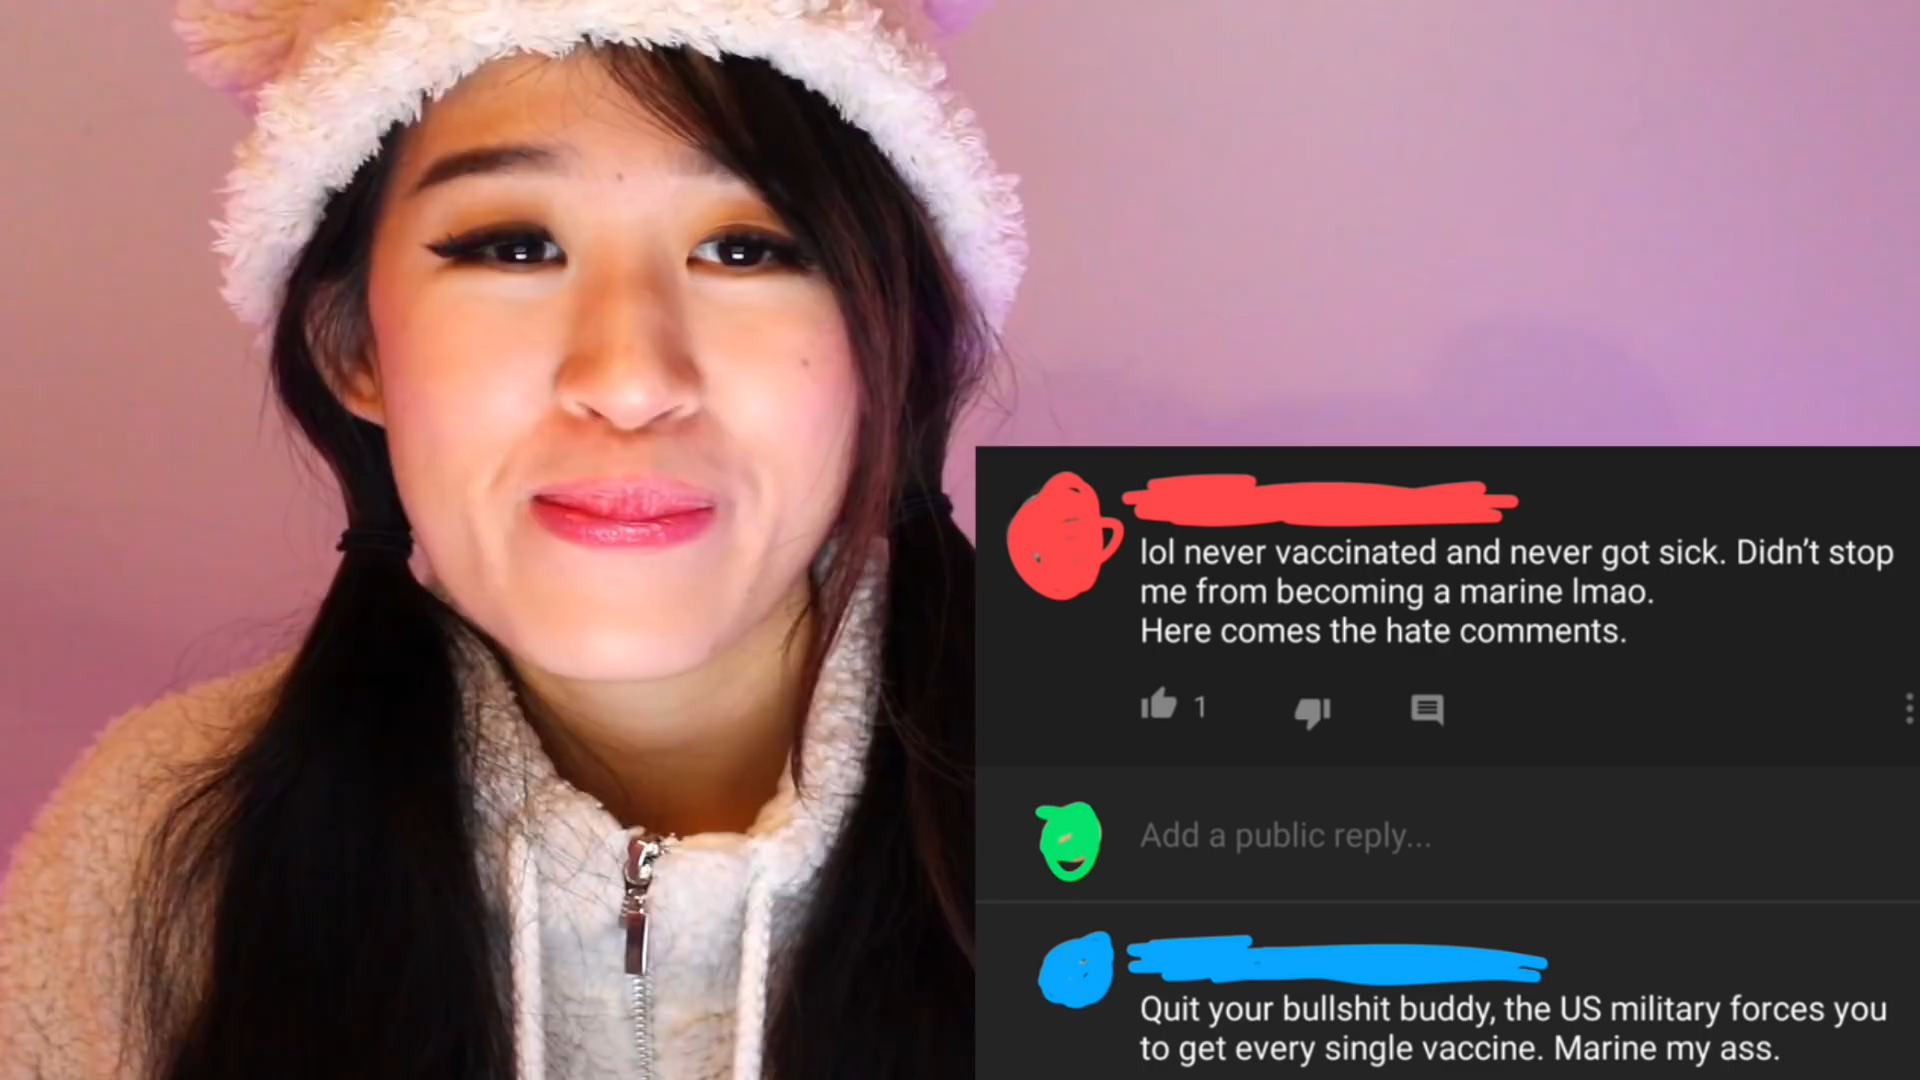 lol never vaccinated and never got sick. Didn’t stop
me from becoming a marine lmao.
Here comes the hate comments.
1
Add a public reply...
Quit your bullshit buddy, the US military forces you
to get every single vaccine. Marine my ass.